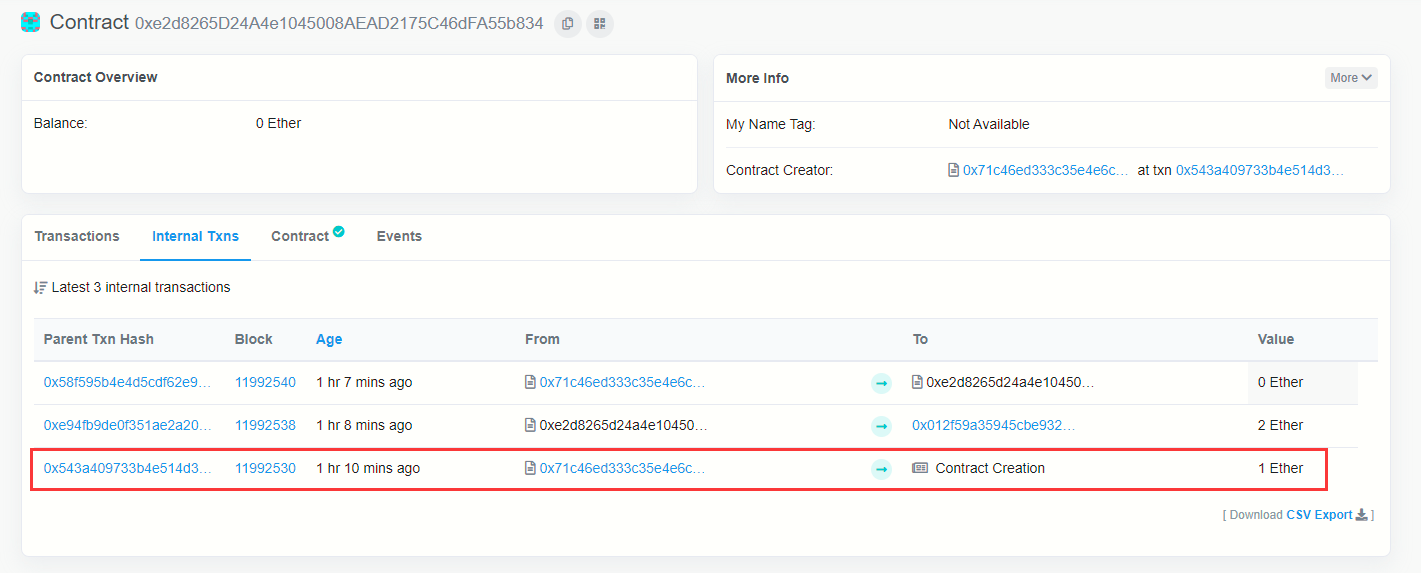 Contract 0xe2d8265D24A4e1045008AEAD2175C46dFA55b834
Contract Overview
Balance: 0 Ether
More Info More
My Name Tag: Not Available
Contract Creator: 0x71c46ed333c35e4e6c... at txn 0x543a409733b4e514d3...
Transactions Internal Txns Contract Events
Latest 3 internal transactions
Parent Txn Hash Block Age From To Value
0x58f595b4e4d5cdf62e9... 11992540 1 hr 7 mins ago 0x71c46ed333c35e4e6c... 0xe2d8265d24a4e10450... 0 Ether
0xe94fb9de0f351ae2a20... 11992538 1 hr 8 mins ago 0xe2d8265d24a4e10450... 0x012f59a35945cbe932... 2 Ether
0x543a409733b4e514d3... 11992530 1 hr 10 mins ago 0x71c46ed333c35e4e6c... Contract Creation 1 Ether
[ Download CSV Export ]